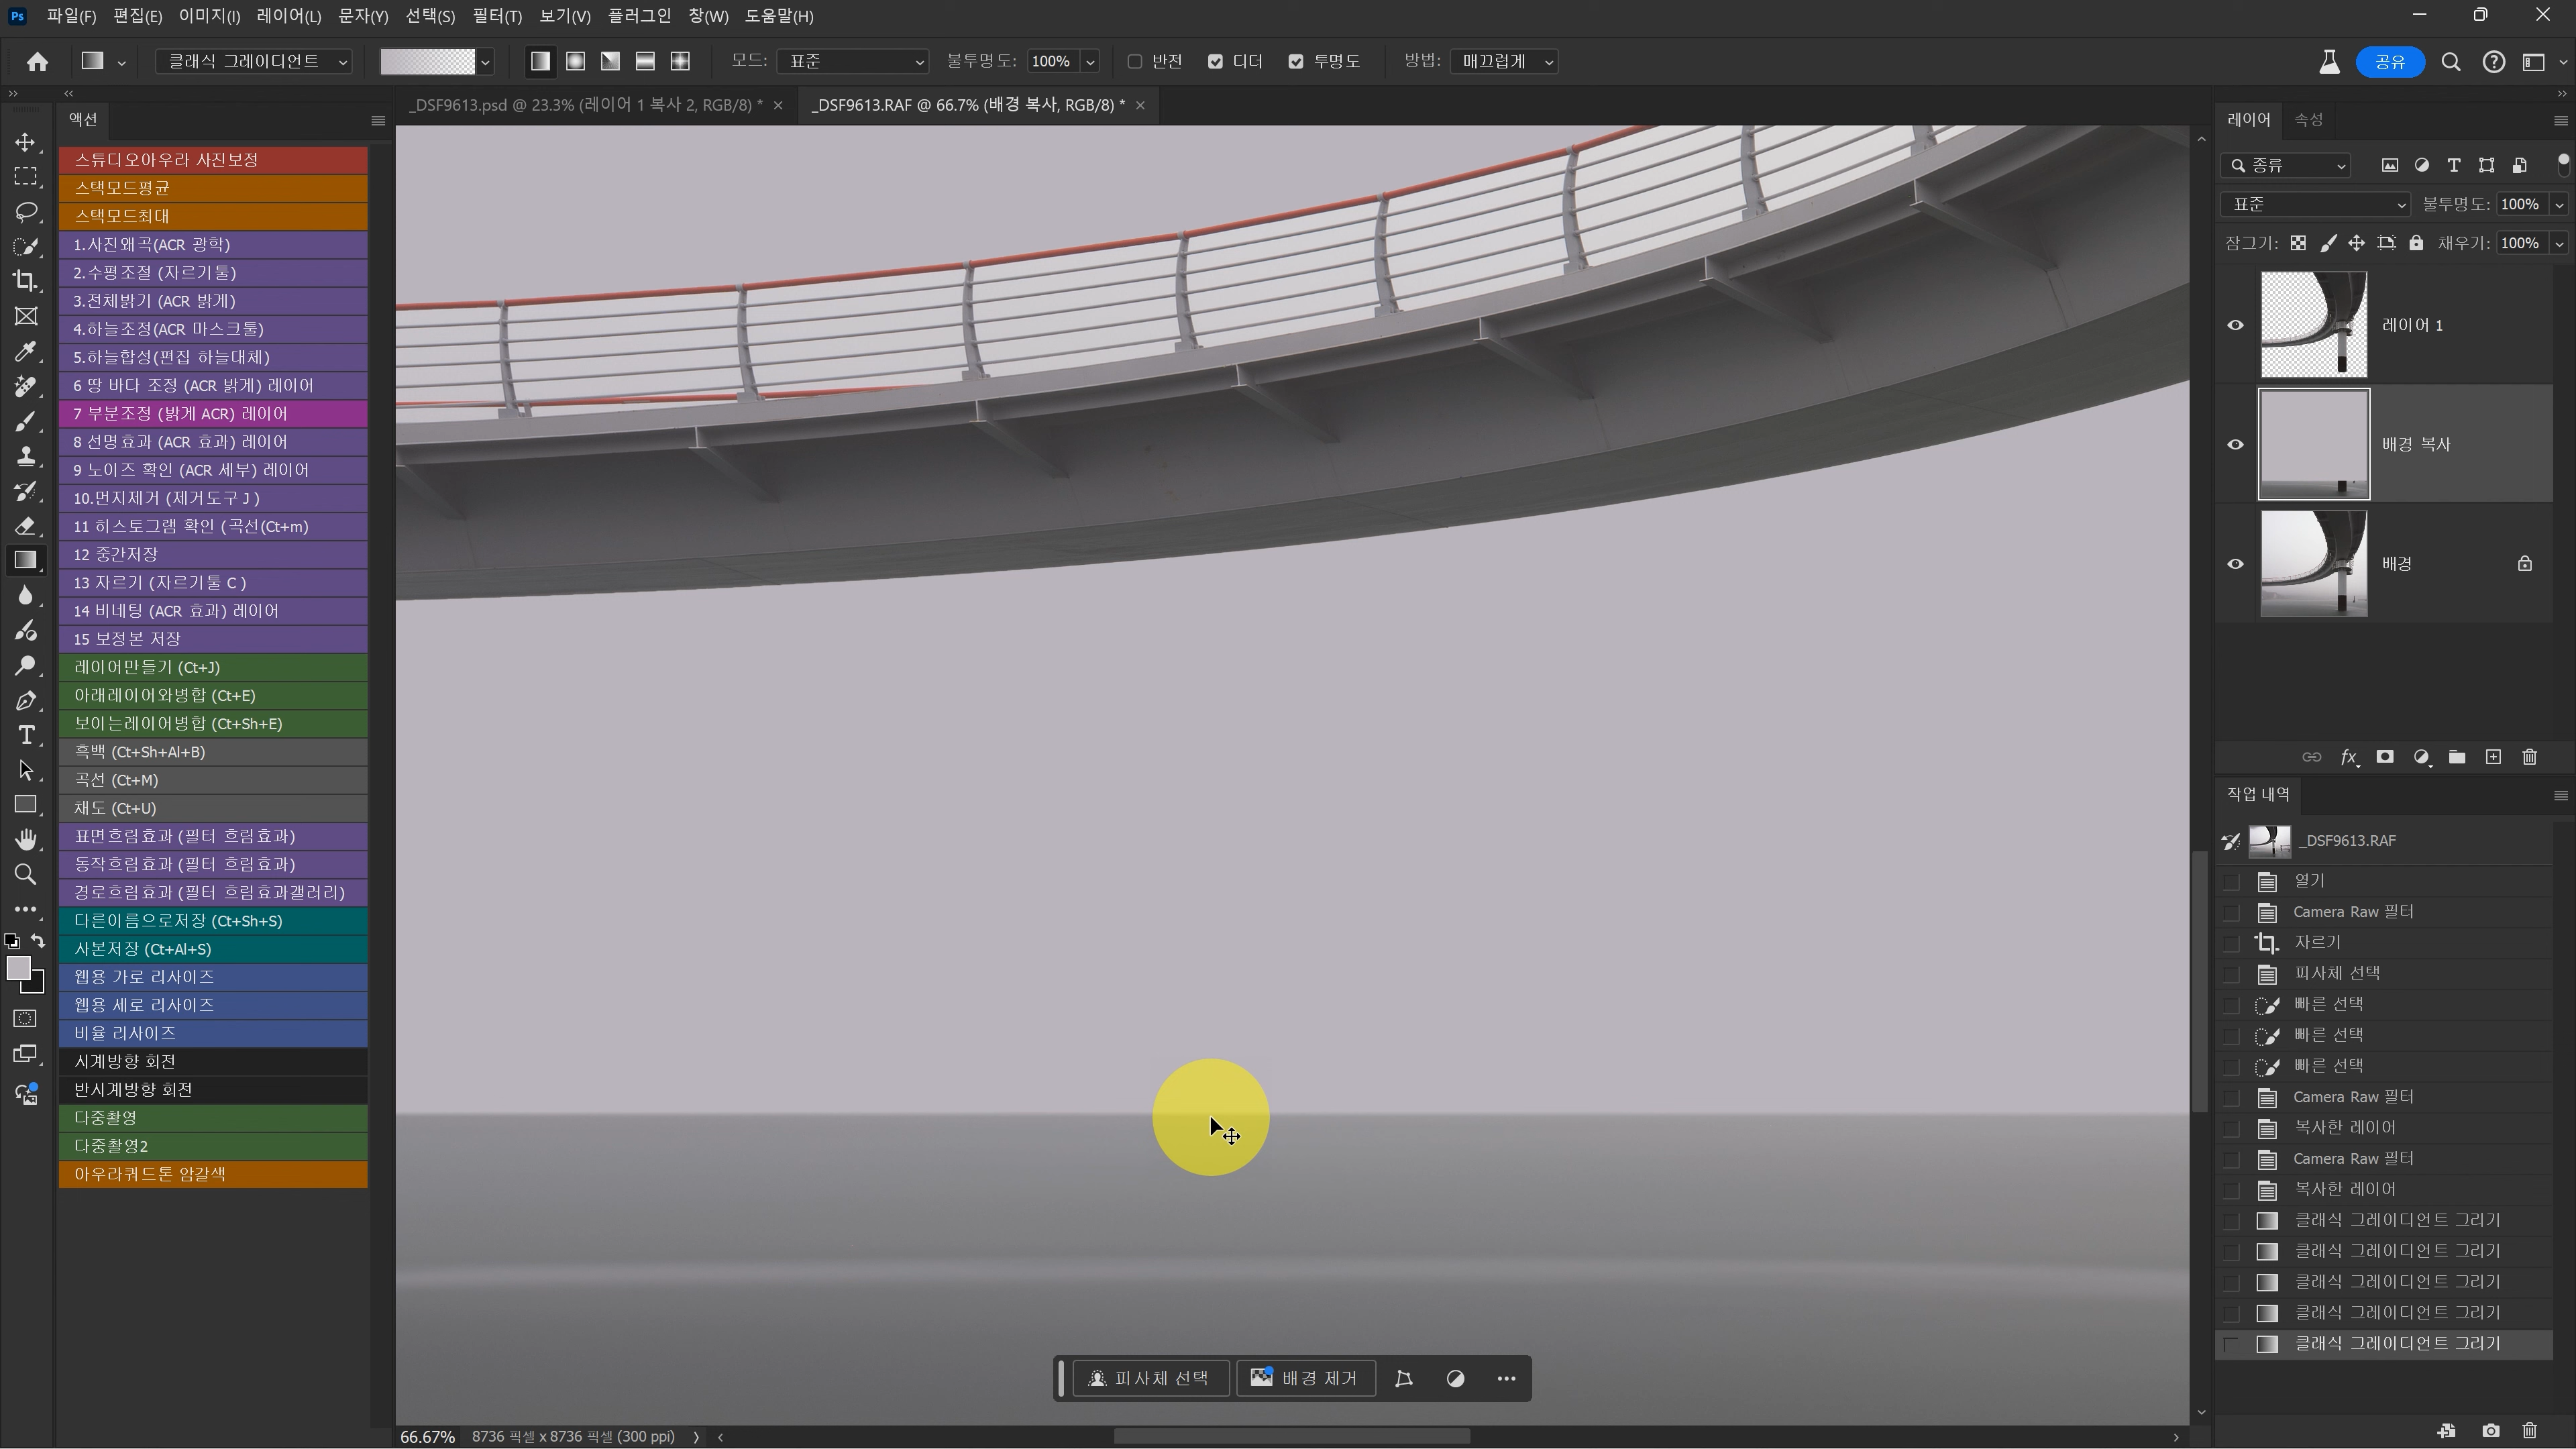 Ps 파일(F) 편집(E) 이미지(I) 레이어(L) 문자(Y) 선택(S) 필터(T) 보기(V) 플러그인 창(W) 도움말(H)
클래식 그레이디언트 모드: 표준 불투명도: 100% 반전 디더 투명도 방법: 매끄럽게 공유
_DSF9613.psd @ 23.3% (레이어 1 복사 2, RGB/8) * _DSF9613.RAF @ 66.7% (배경 복사, RGB/8) *
액션
스튜디오아우라 사진보정
스택모드평균
스택모드최대
1.사진왜곡(ACR 광학)
2.수평조절 (자르기툴)
3.전체밝기 (ACR 밝게)
4.하늘조정(ACR 마스크툴)
5.하늘합성(편집 하늘대체)
6 땅 바다 조정 (ACR 밝게) 레이어
7 부분조정 (밝게 ACR) 레이어
8 선명효과 (ACR 효과) 레이어
9 노이즈 확인 (ACR 세부) 레이어
10.먼지제거 (제거도구 J )
11 히스토그램 확인 (곡선(Ct+m)
12 중간저장
13 자르기 (자르기툴 C )
14 비네팅 (ACR 효과) 레이어
15 보정본 저장
레이어만들기 (Ct+J)
아래레이어와병합 (Ct+E)
보이는레이어병합 (Ct+Sh+E)
흑백 (Ct+Sh+Al+B)
곡선 (Ct+M)
채도 (Ct+U)
표면흐림효과 (필터 흐림효과)
동작흐림효과 (필터 흐림효과)
경로흐림효과 (필터 흐림효과갤러리)
다른이름으로저장 (Ct+Sh+S)
사본저장 (Ct+Al+S)
웹용 가로 리사이즈
웹용 세로 리사이즈
비율 리사이즈
시계방향 회전
반시계방향 회전
다중촬영
다중촬영2
아우라쿼드톤 암갈색
피사체 선택 배경 제거
66.67% 8736 픽셀 x 8736 픽셀 (300 ppi)
레이어 속성
종류
표준 불투명도: 100%
잠그기: 채우기: 100%
레이어 1
배경 복사
배경
fx
작업 내역
_DSF9613.RAF
열기
Camera Raw 필터
자르기
피사체 선택
빠른 선택
빠른 선택
빠른 선택
Camera Raw 필터
복사한 레이어
Camera Raw 필터
복사한 레이어
클래식 그레이디언트 그리기
클래식 그레이디언트 그리기
클래식 그레이디언트 그리기
클래식 그레이디언트 그리기
클래식 그레이디언트 그리기